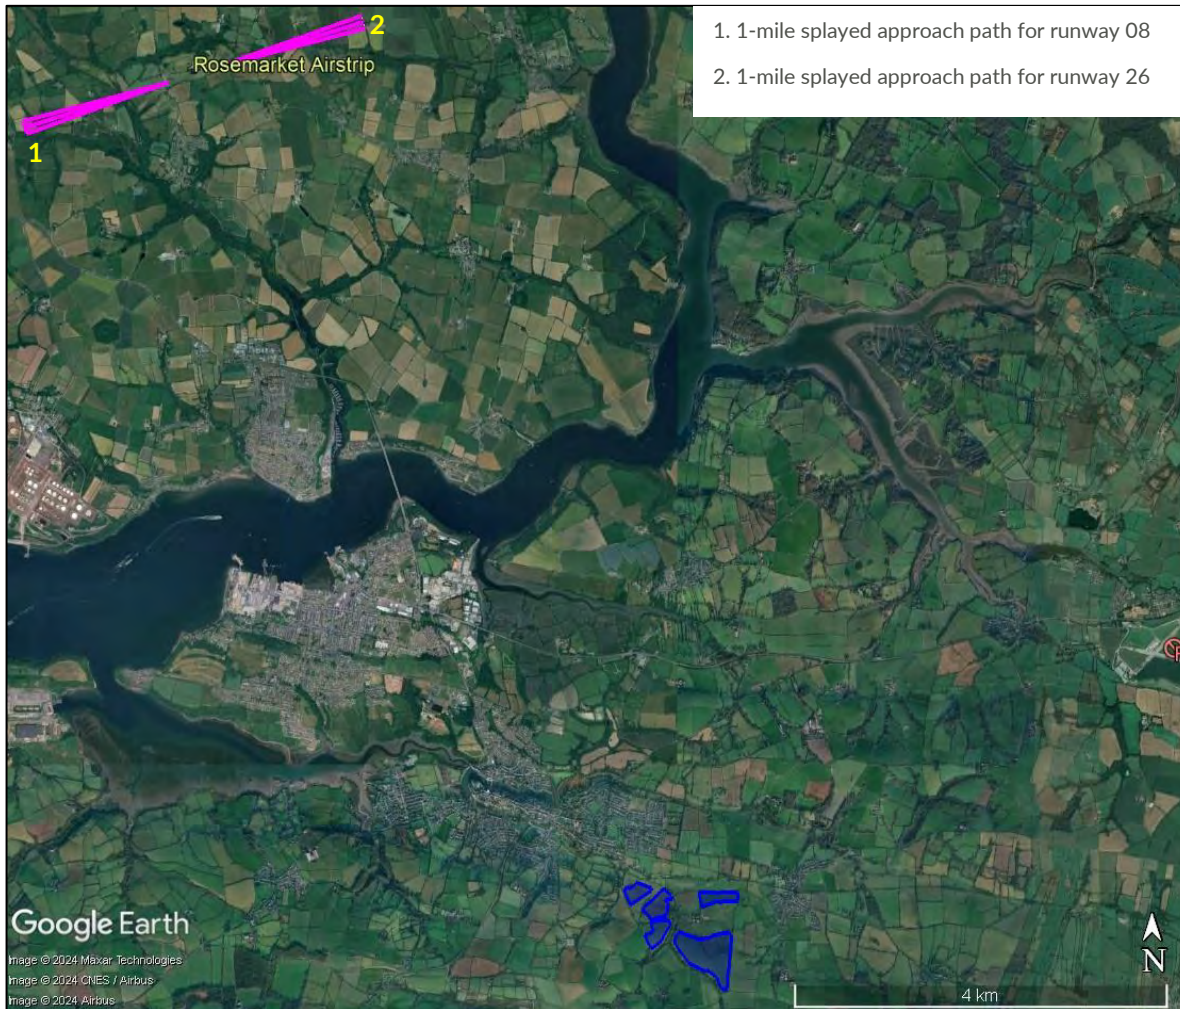 1. 1-mile splayed approach path for runway 08
2. 1-mile splayed approach path for runway 26
2
Rosemarket Airstrip
1
Google Earth
Image © 2024 Maxar Technologies
Image © 2024 CNES / Airbus
Image © 2024 Airbus
N
4 km